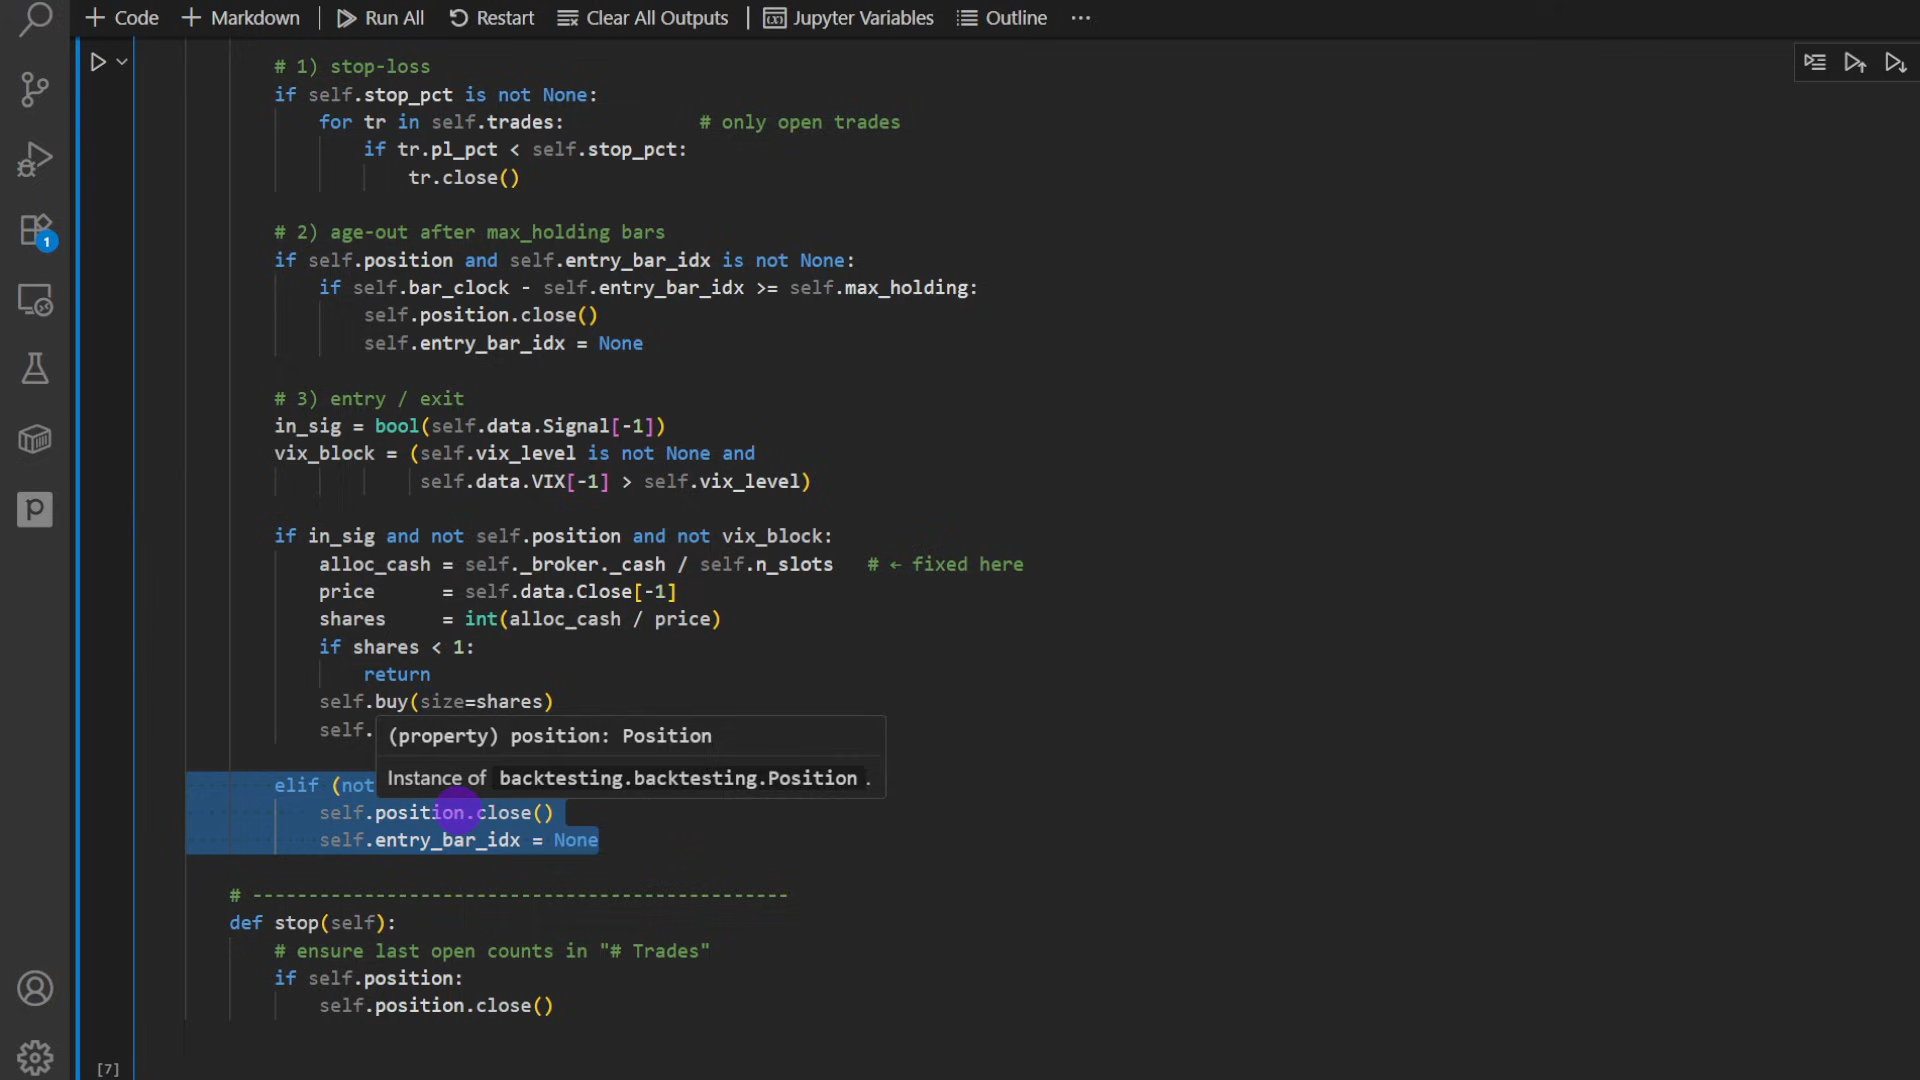 + Code + Markdown Run All Restart Clear All Outputs Jupyter Variables Outline ...
# 1) stop-loss
if self.stop_pct is not None:
for tr in self.trades: # only open trades
if tr.pl_pct < self.stop_pct:
tr.close()
# 2) age-out after max_holding bars
if self.position and self.entry_bar_idx is not None:
if self.bar_clock - self.entry_bar_idx >= self.max_holding:
self.position.close()
self.entry_bar_idx = None
# 3) entry / exit
in_sig = bool(self.data.Signal[-1])
vix_block = (self.vix_level is not None and
self.data.VIX[-1] > self.vix_level)
if in_sig and not self.position and not vix_block:
alloc_cash = self._broker._cash / self.n_slots # ← fixed here
price = self.data.Close[-1]
shares = int(alloc_cash / price)
if shares < 1:
return
self.buy(size=shares)
self.
(property) position: Position
Instance of backtesting.backtesting.Position.
elif (not
self.position.close()
self.entry_bar_idx = None
# ------------------------------------------------
def stop(self):
# ensure last open counts in "# Trades"
if self.position:
self.position.close()
[7]
1